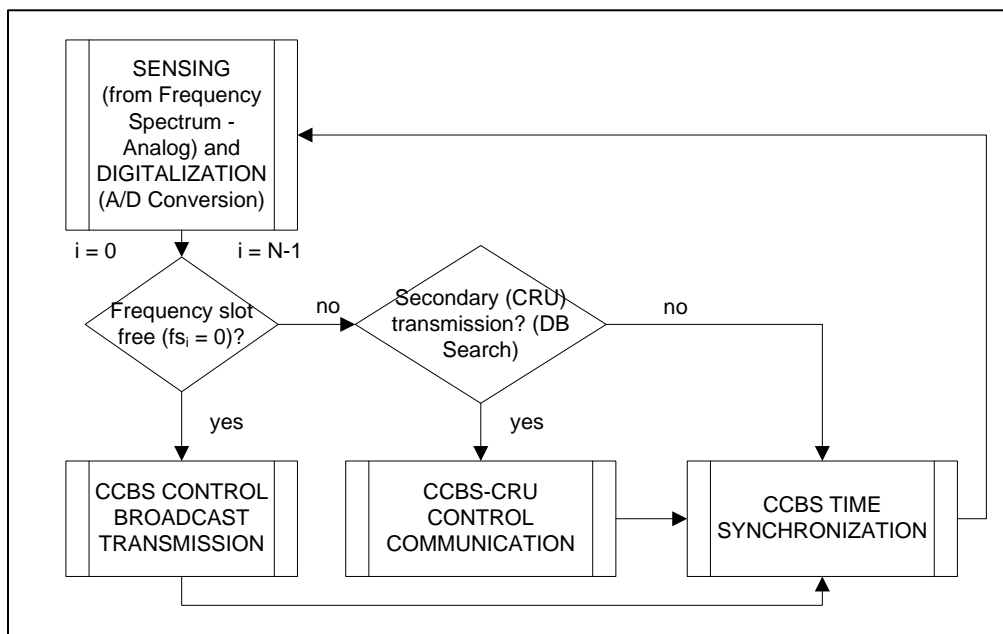 SENSING
(from Frequency
Spectrum -
Analog) and
DIGITALIZATION
(A/D Conversion)
i = 0
i = N-1
Frequency slot
free (fsᵢ = 0)?
no
Secondary (CRU)
transmission? (DB
Search)
no
yes
yes
CCBS CONTROL
BROADCAST
TRANSMISSION
CCBS-CRU
CONTROL
COMMUNICATION
CCBS TIME
SYNCHRONIZATION